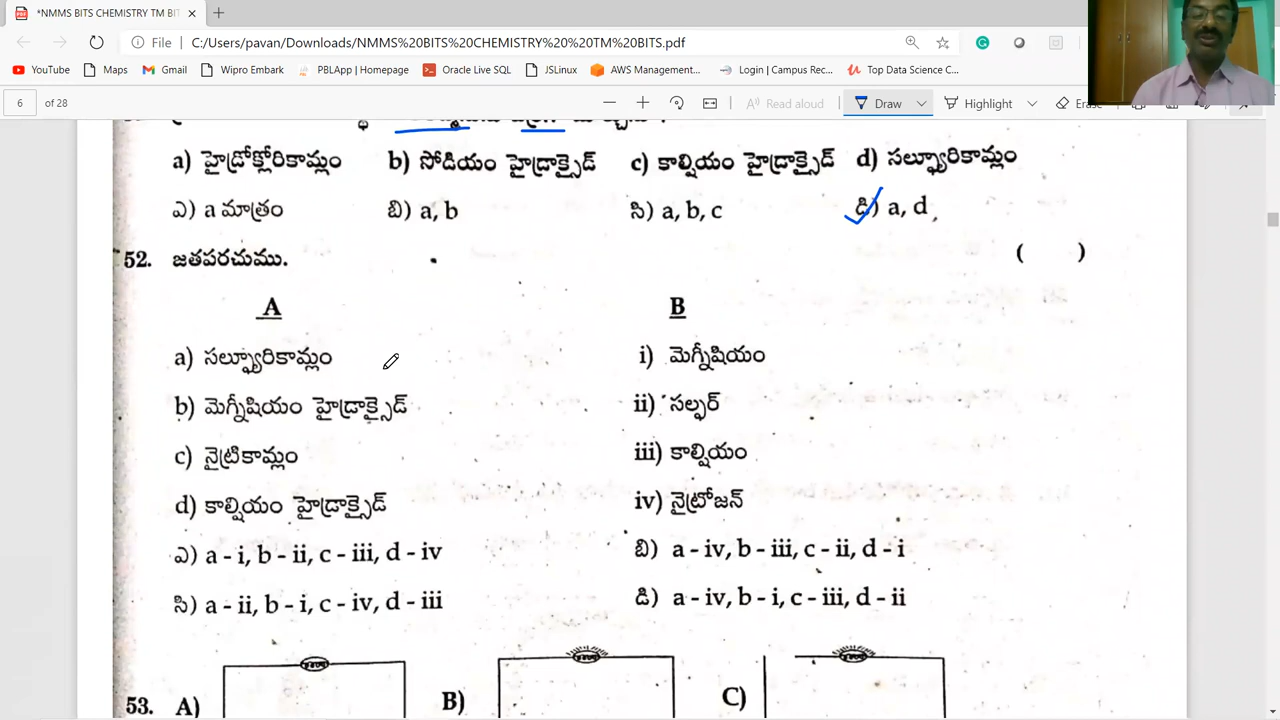 *NMMS BITS CHEMISTRY TM BIT
File C:/Users/pavan/Downloads/NMMS%20BITS%20CHEMISTRY%20%20TM%20BITS.pdf
YouTube Maps Gmail Wipro Embark PBLApp | Homepage Oracle Live SQL JSLinux AWS Management... Login | Campus Rec... Top Data Science C...
6 of 28 Read aloud Draw Highlight Erase
a) హైడ్రోక్లోరికామ్లం b) సోడియం హైడ్రాక్సైడ్ c) కాల్షియం హైడ్రాక్సైడ్ d) సల్ఫ్యూరికామ్లం
ఎ) a మాత్రం బి) a, b సి) a, b, c డి) a, d
52. జతపరచుము. ( )
A B
a) సల్ఫ్యూరికామ్లం i) మెగ్నీషియం
b) మెగ్నీషియం హైడ్రాక్సైడ్ ii) సల్ఫర్
c) నైట్రికామ్లం iii) కాల్షియం
d) కాల్షియం హైడ్రాక్సైడ్ iv) నైట్రోజన్
ఎ) a - i, b - ii, c - iii, d - iv బి) a - iv, b - iii, c - ii, d - i
సి) a - ii, b - i, c - iv, d - iii డి) a - iv, b - i, c - iii, d - ii
53. A) B) C)